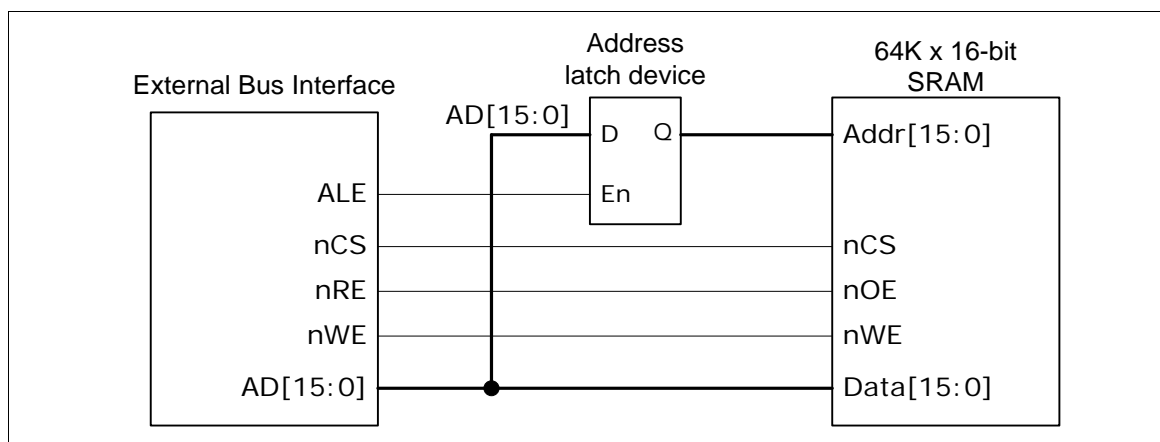 External Bus Interface
Address
latch device
64K x 16-bit
SRAM
AD[15:0]
D
Q
Addr[15:0]
ALE
En
nCS
nCS
nRE
nOE
nWE
nWE
AD[15:0]
Data[15:0]